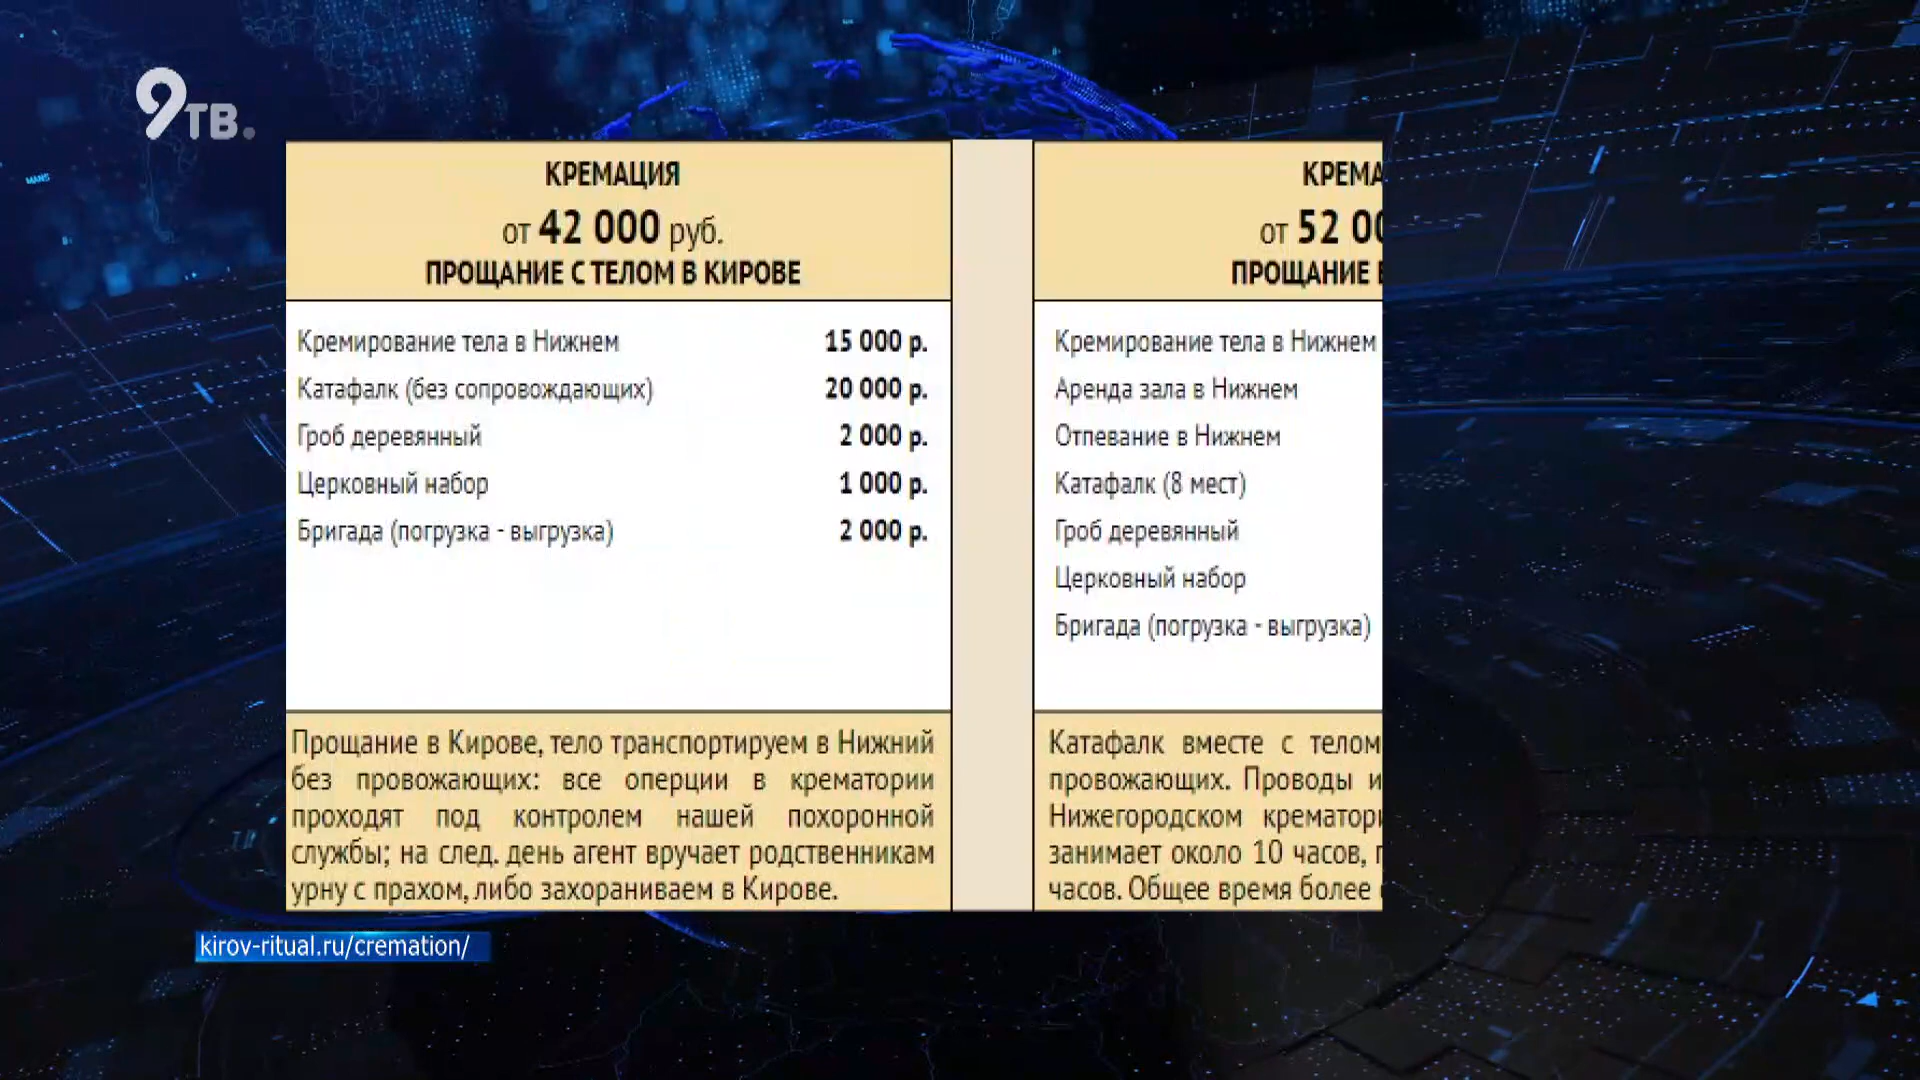 9ТВ.
MANS
КРЕМАЦИЯ
от 42 000 руб.
ПРОЩАНИЕ С ТЕЛОМ В КИРОВЕ
Кремирование тела в Нижнем 15 000 р.
Катафалк (без сопровождающих) 20 000 р.
Гроб деревянный 2 000 р.
Церковный набор 1 000 р.
Бригада (погрузка - выгрузка) 2 000 р.
Прощание в Кирове, тело транспортируем в Нижний
без провожающих: все оперции в крематории
проходят под контролем нашей похоронной
службы; на след. день агент вручает родственникам
урну с прахом, либо захораниваем в Кирове.
КРЕМА
от 52 00
ПРОЩАНИЕ
Кремирование тела в Нижнем
Аренда зала в Нижнем
Отпевание в Нижнем
Катафалк (8 мест)
Гроб деревянный
Церковный набор
Бригада (погрузка - выгрузка)
Катафалк вместе с телом
провожающих. Проводы и
Нижегородском крематори
занимает около 10 часов,
часов. Общее время более
kirov-ritual.ru/cremation/